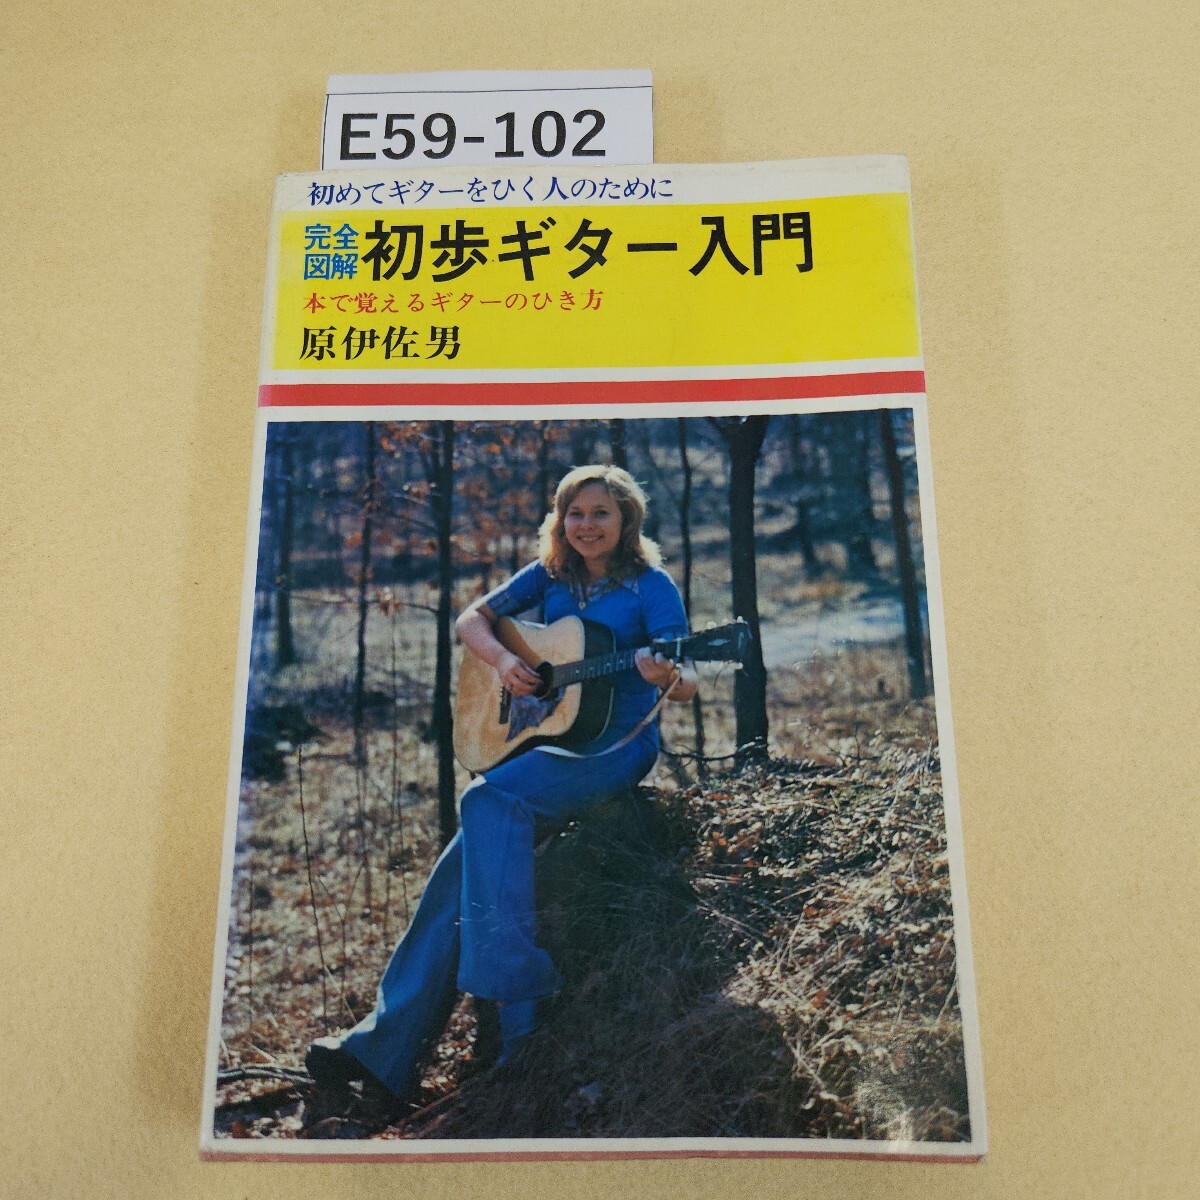 E59-102
初めてギターをひく人のために
完全
図解
初歩ギター入門
本で覚えるギターのひき方
原伊佐男